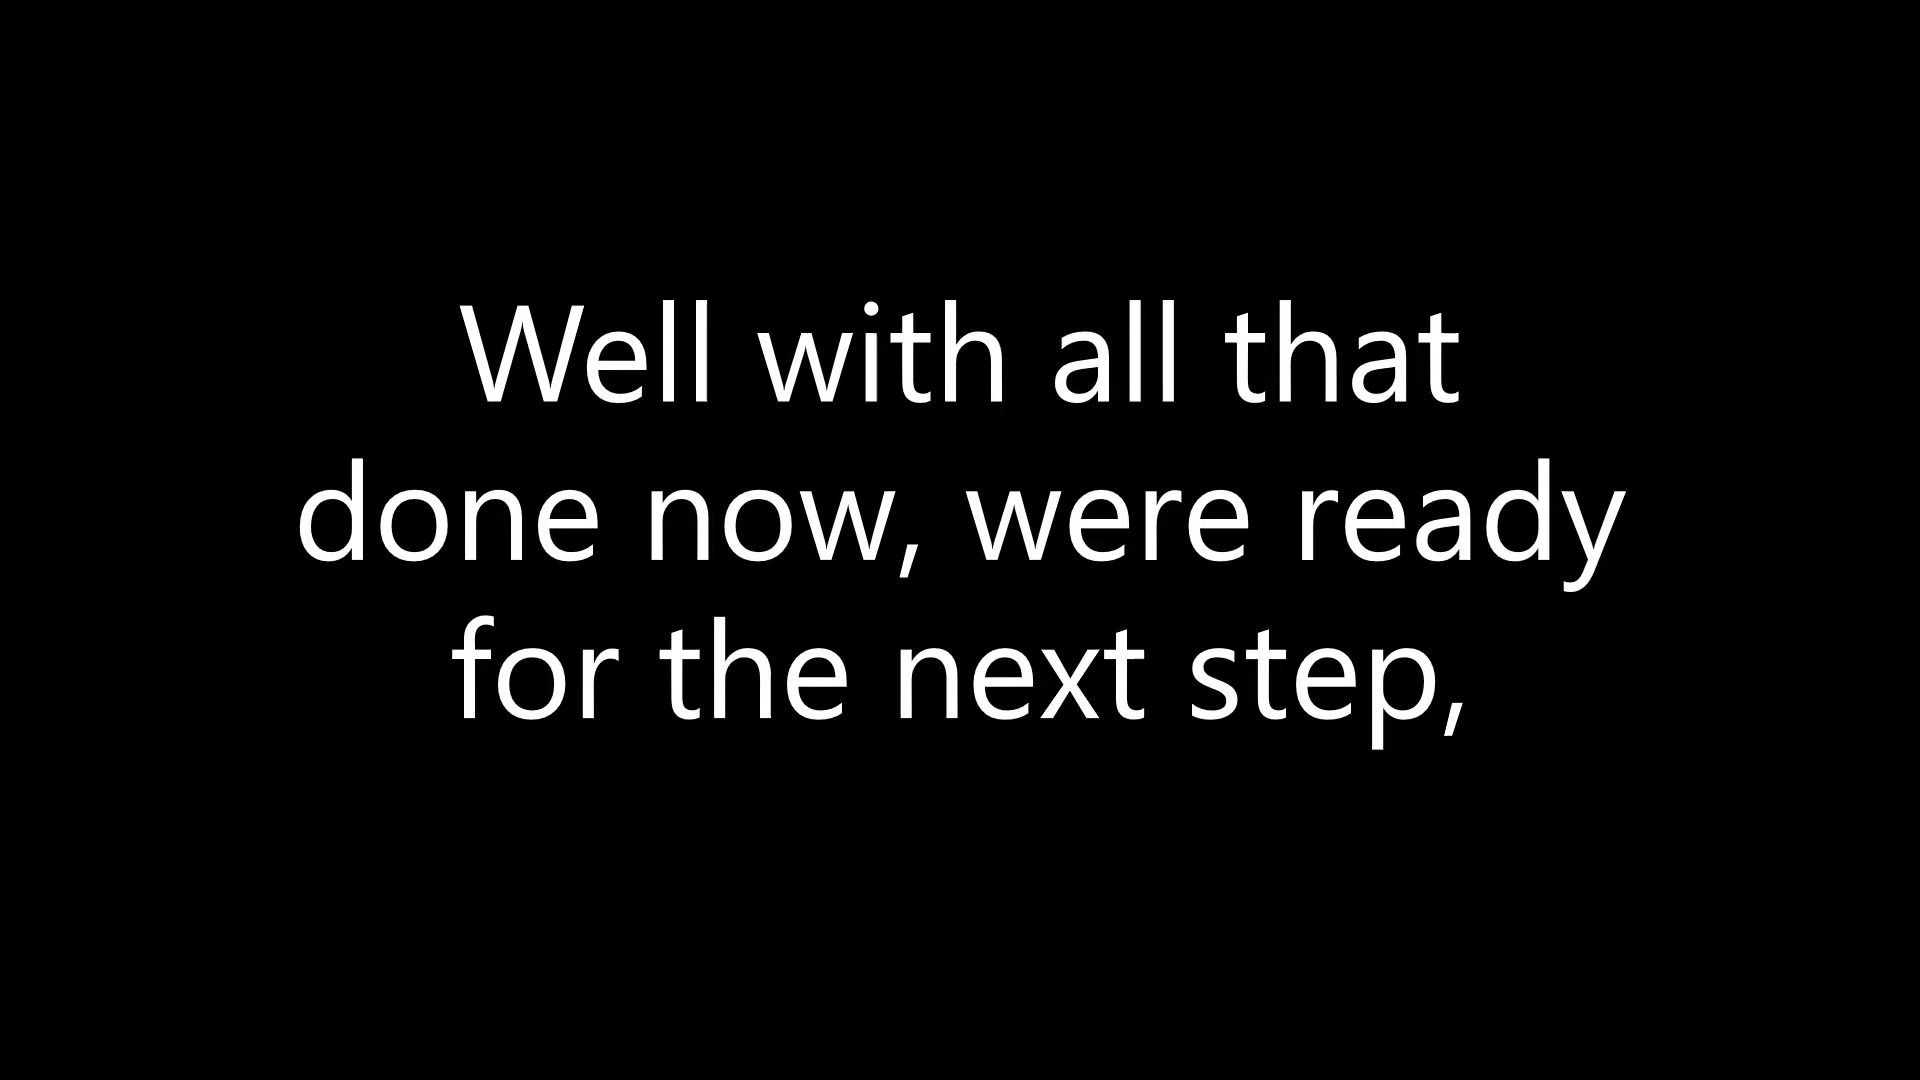 Well with all that
done now, were ready
for the next step,